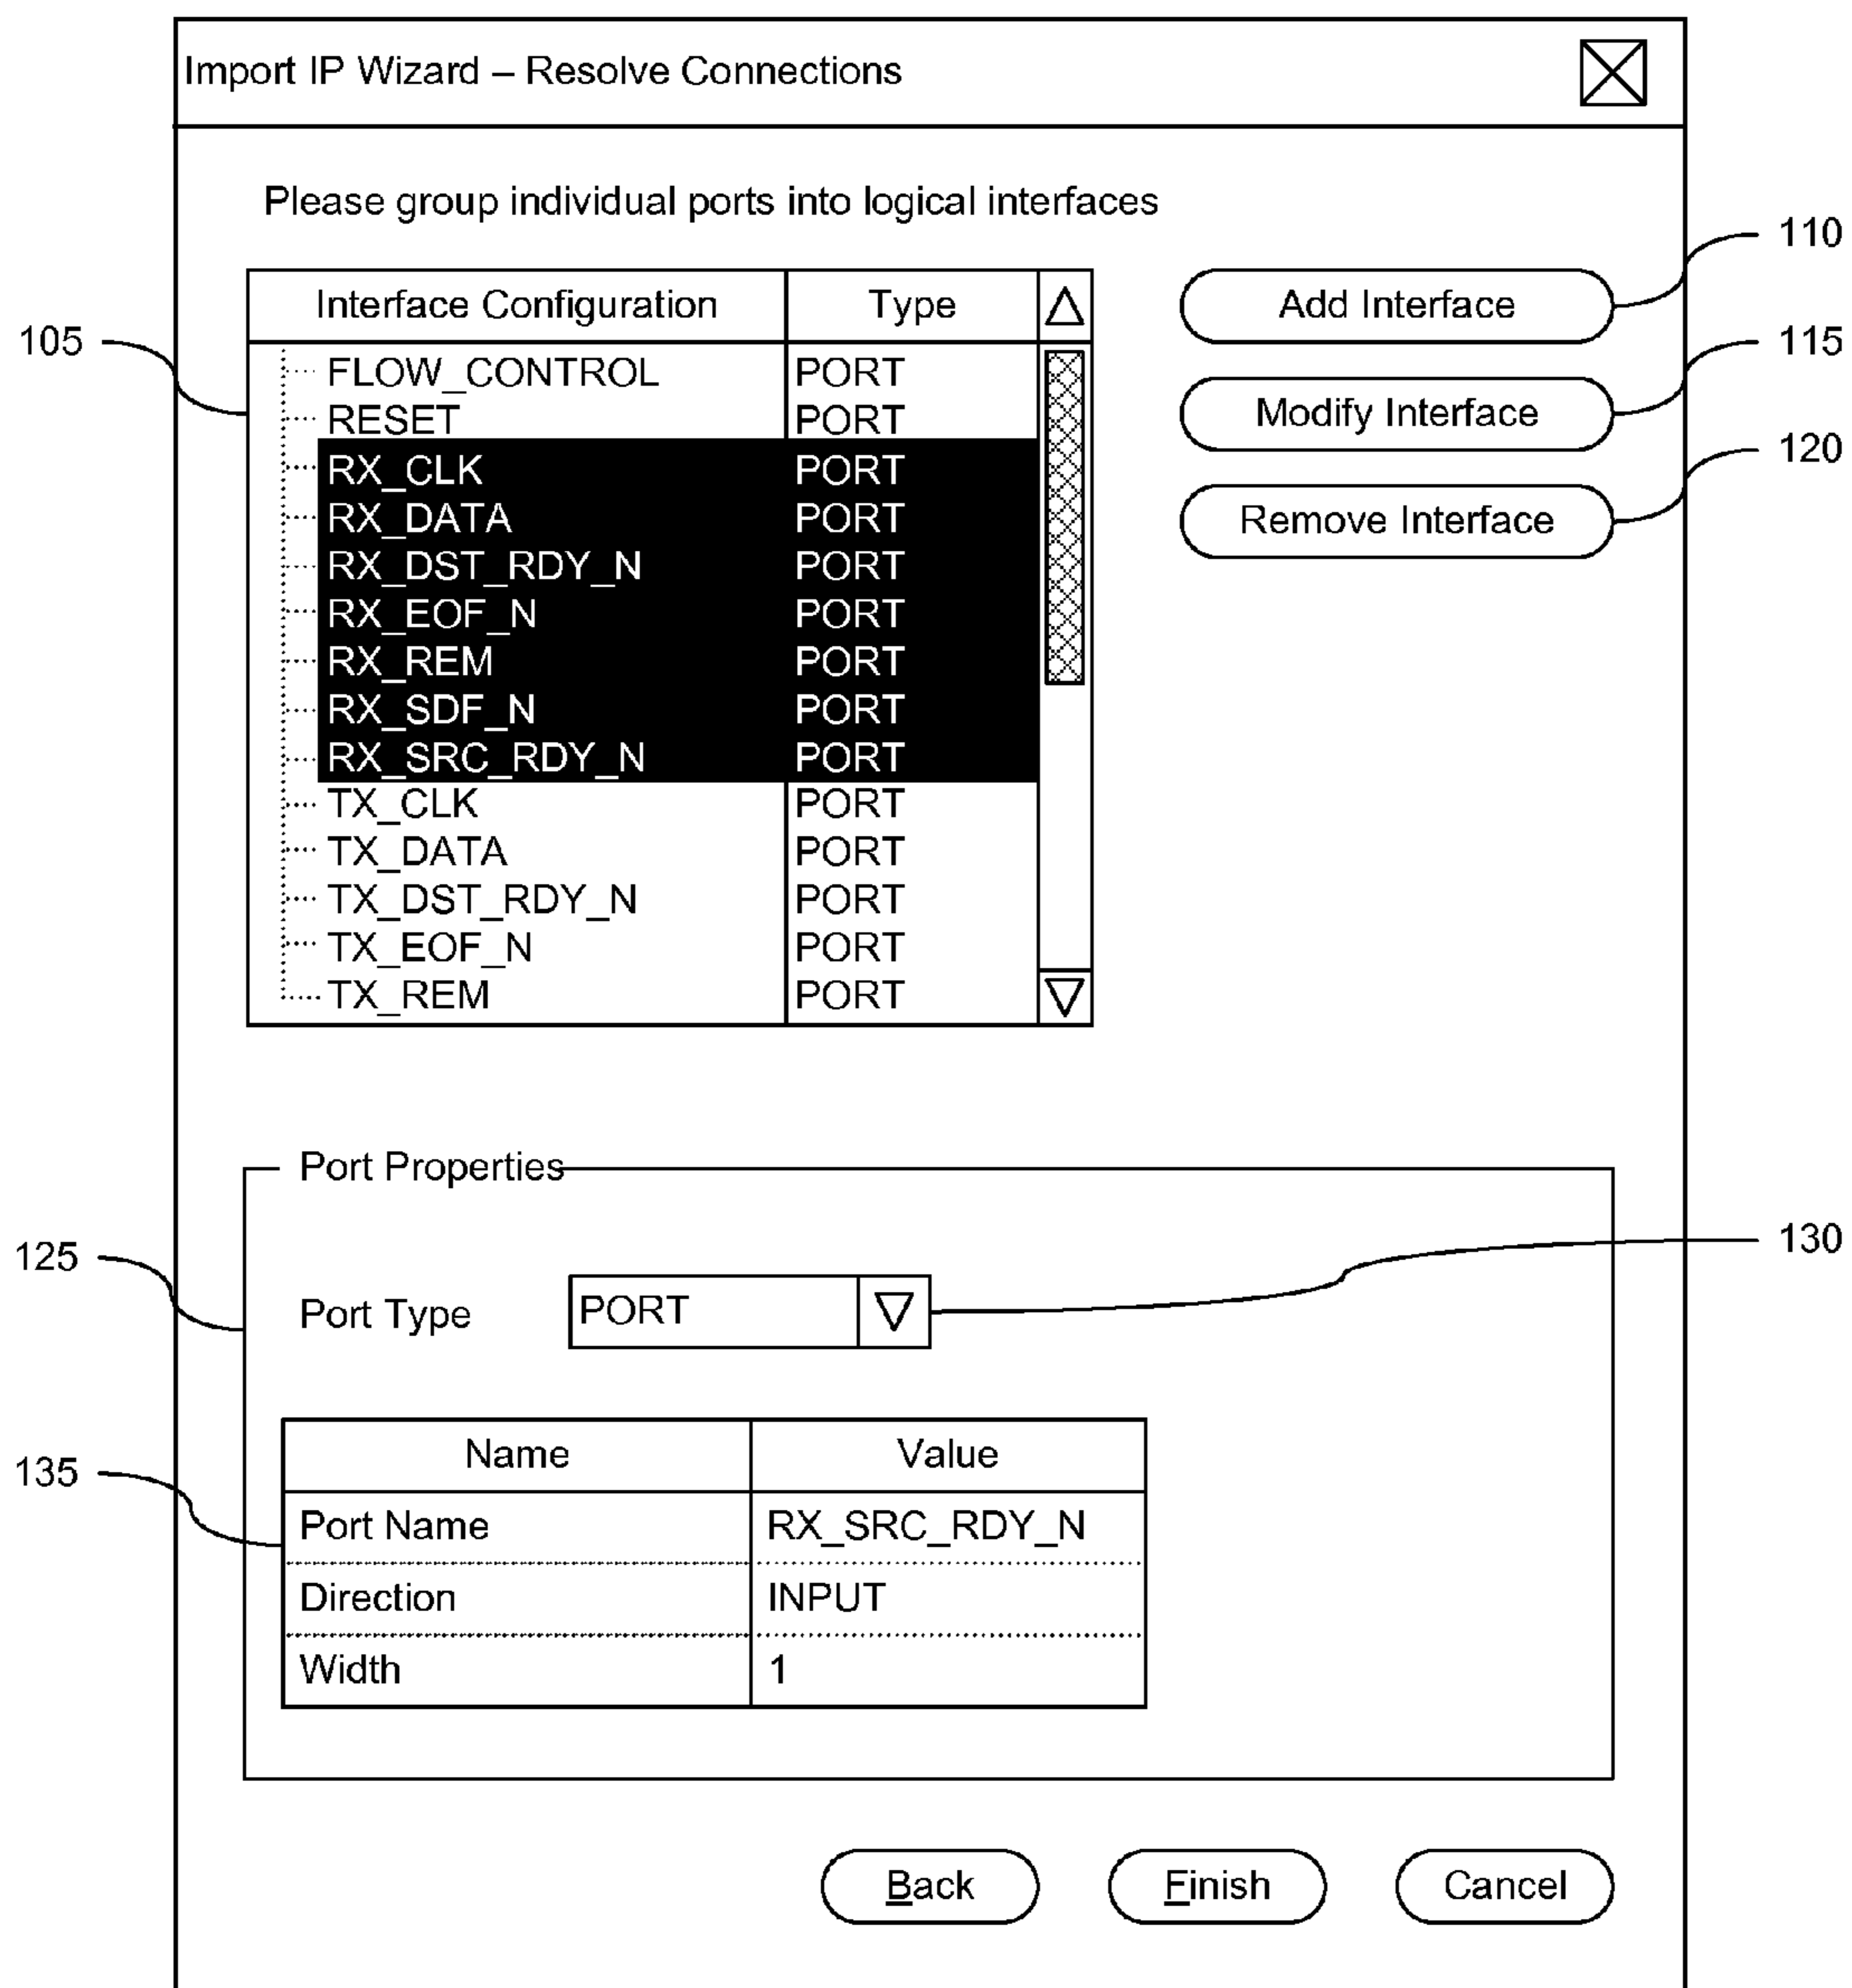 Import IP Wizard – Resolve Connections
Please group individual ports into logical interfaces
110
Interface Configuration Type
Add Interface
105
115
FLOW_CONTROL PORT
RESET PORT
Modify Interface
120
RX_CLK PORT
RX_DATA PORT
Remove Interface
RX_DST_RDY_N PORT
RX_EOF_N PORT
RX_REM PORT
RX_SDF_N PORT
RX_SRC_RDY_N PORT
TX_CLK PORT
TX_DATA PORT
TX_DST_RDY_N PORT
TX_EOF_N PORT
TX_REM PORT
Port Properties
125
130
Port Type PORT
Name Value
135
Port Name RX_SRC_RDY_N
Direction INPUT
Width 1
Back Finish Cancel